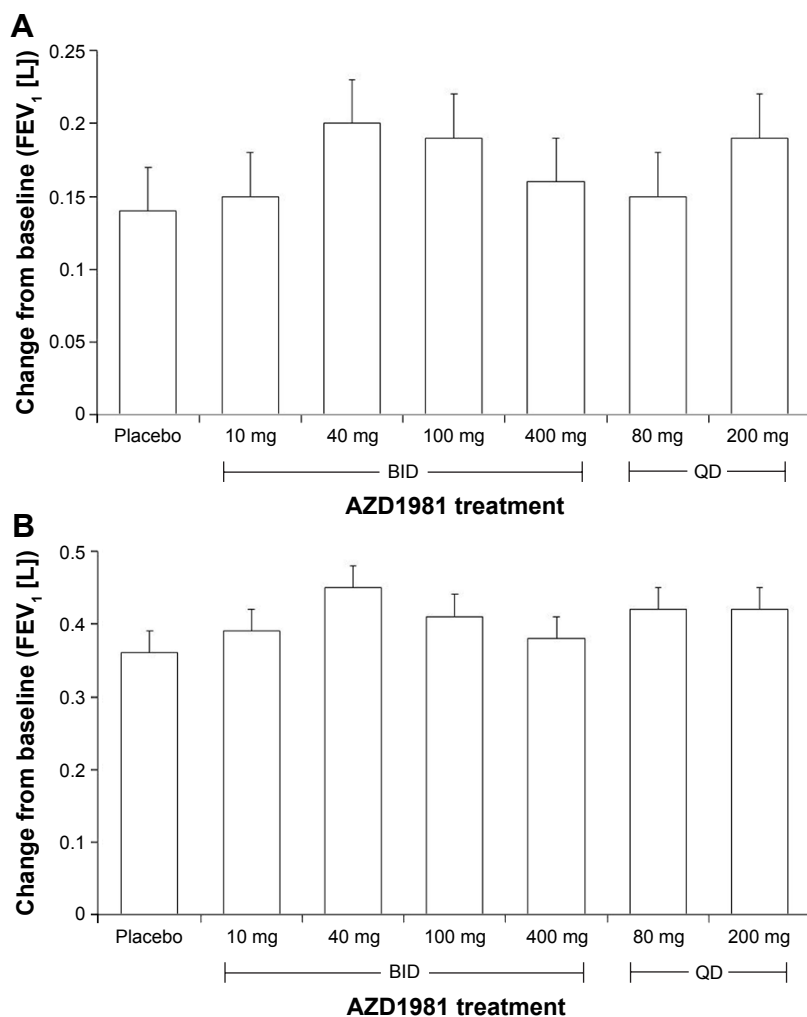 A
Change from baseline (FEV₁ [L])
0.25
0.2
0.15
0.1
0.05
0
Placebo 10 mg 40 mg 100 mg 400 mg 80 mg 200 mg
BID QD
AZD1981 treatment
B
Change from baseline (FEV₁ [L])
0.5
0.4
0.3
0.2
0.1
0
Placebo 10 mg 40 mg 100 mg 400 mg 80 mg 200 mg
BID QD
AZD1981 treatment